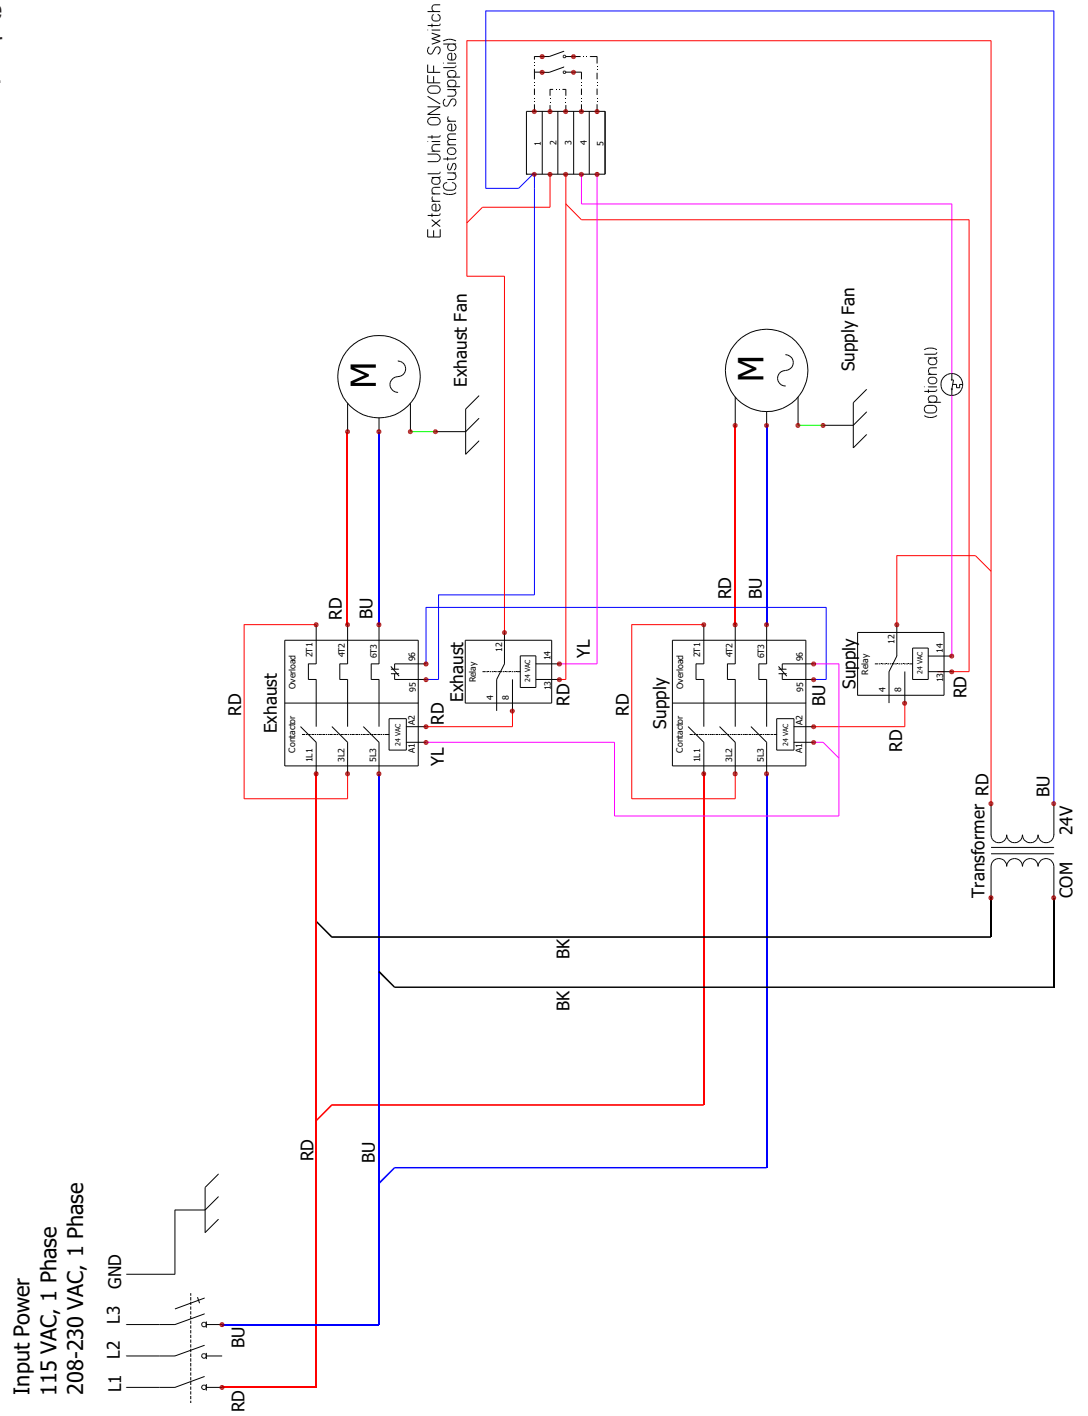 Input Power
115 VAC, 1 Phase
208-230 VAC, 1 Phase
L1
L2
L3
GND
RD
BU
RD
BU
BK
BK
Exhaust
Contactor
Overload
1L1
3L2
5L3
2T1
4T2
6T3
24 VAC
A1
A2
95
96
RD
RD
BU
YL
RD
Exhaust
Relay
4
8
12
24 VAC
13
14
RD
YL
M
Exhaust Fan
External Unit ON/OFF Switch
(Customer Supplied)
1
2
3
4
5
Supply
Contactor
Overload
1L1
3L2
5L3
2T1
4T2
6T3
24 VAC
A1
A2
95
96
RD
RD
BU
BU
RD
Supply
Relay
4
8
12
24 VAC
13
14
RD
M
Supply Fan
(Optional)
Transformer
RD
BU
COM
24V